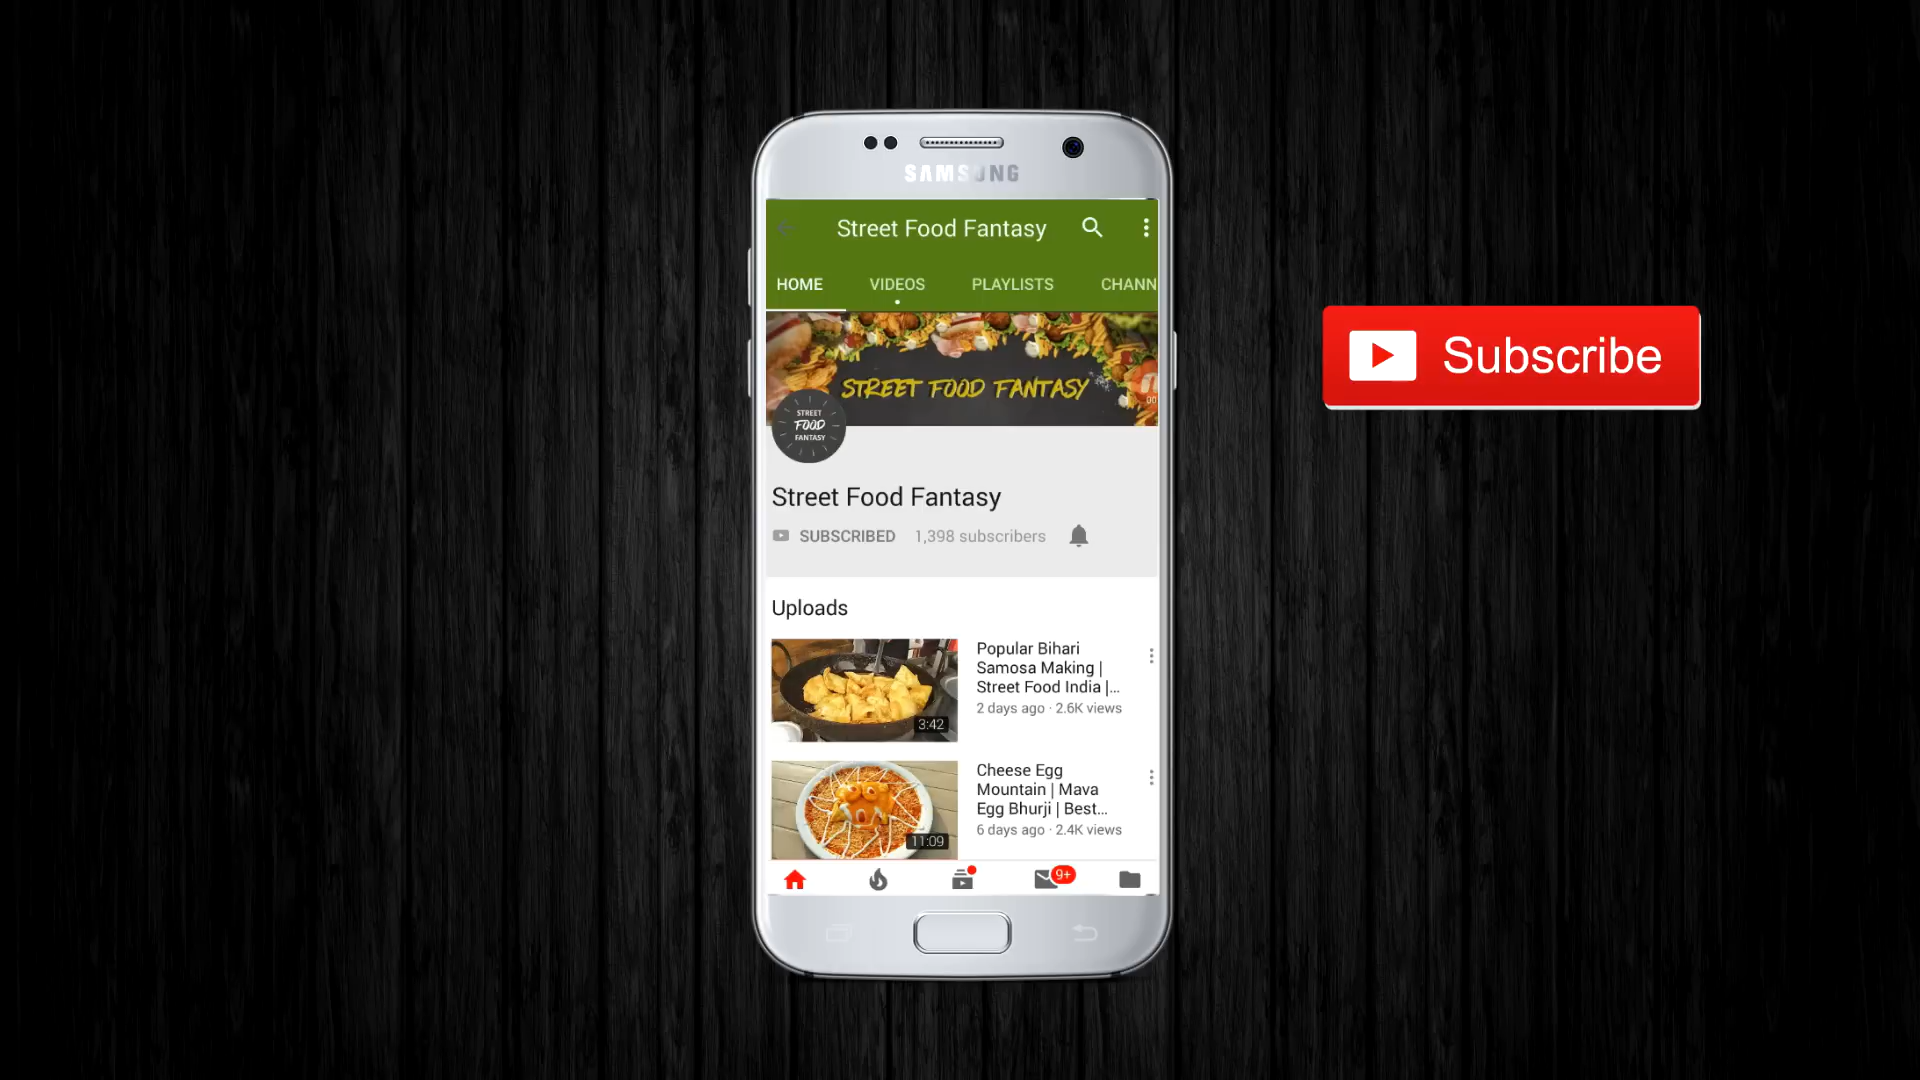 SAMSUNG
Street Food Fantasy
HOME VIDEOS PLAYLISTS CHANN
STREET FOOD FANTASY
00
STREET
FOOD
FANTASY
Subscribe
Street Food Fantasy
SUBSCRIBED 1,398 subscribers
Uploads
Popular Bihari
Samosa Making |
Street Food India |...
2 days ago · 2.6K views
3:42
Cheese Egg
Mountain | Mava
Egg Bhurji | Best...
6 days ago · 2.4K views
11:09
9+